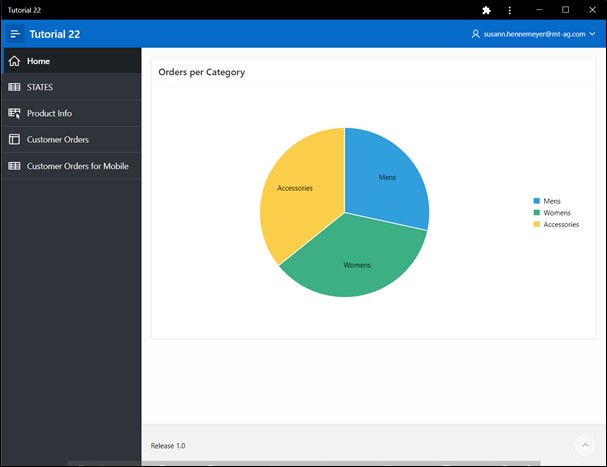 Tutorial 22
Tutorial 22
susann.hennemeyer@mt-ag.com
Home
STATES
Product Info
Customer Orders
Customer Orders for Mobile
Orders per Category
Mens
Accessories
Womens
Mens
Womens
Accessories
Release 1.0